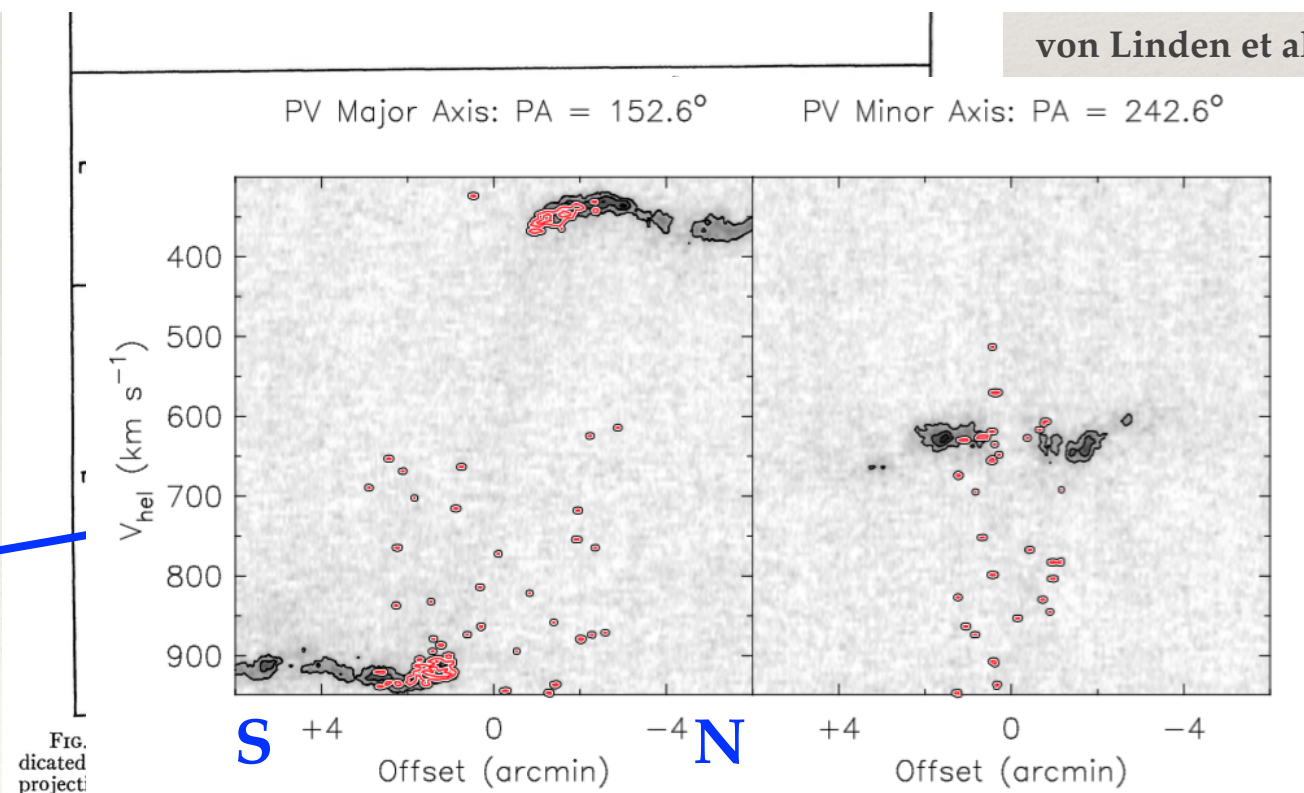 von Linden et al
PV Major Axis: PA = 152.6°
PV Minor Axis: PA = 242.6°
400
500
600
700
800
900
V_hel (km s⁻¹)
S +4 0 −4 N +4 0 −4
Offset (arcmin) Offset (arcmin)
FIG.
dicated
projecti